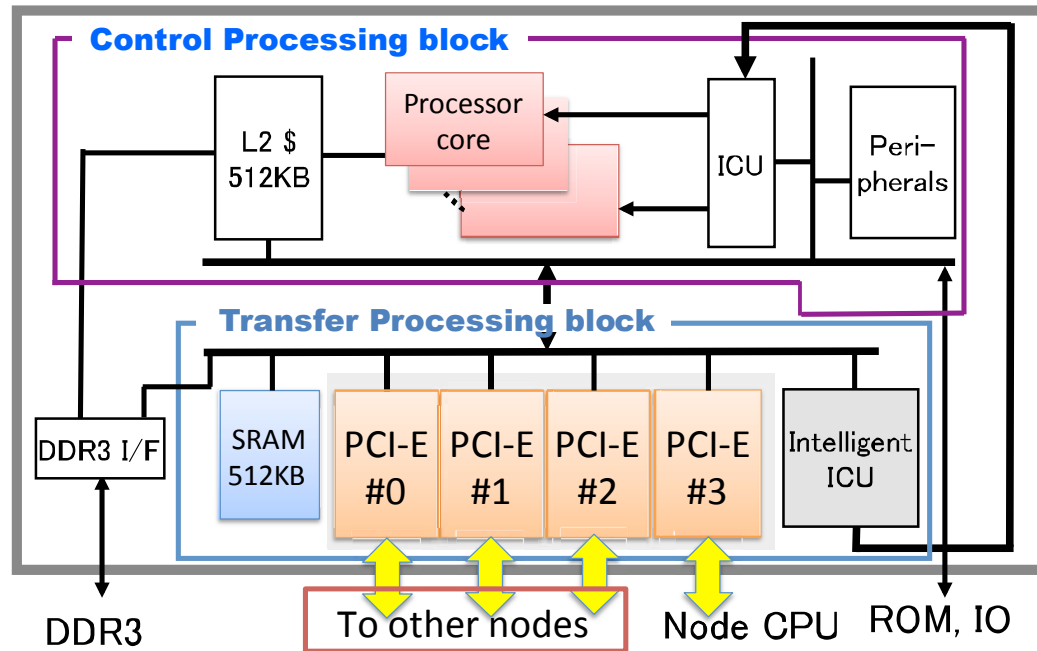 Control Processing block
L2 $
512KB
Processor
core
ICU
Peri-
pherals
Transfer Processing block
DDR3 I/F
SRAM
512KB
PCI-E
#0
PCI-E
#1
PCI-E
#2
PCI-E
#3
Intelligent
ICU
DDR3
To other nodes
Node CPU
ROM, IO